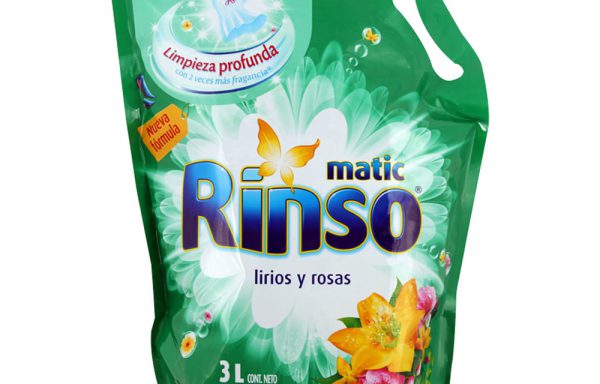 Limpieza profunda
con 2 veces más fragancia®
Nueva
fórmula
matic
Rinso®
lirios y rosas
3L CONT. NETO